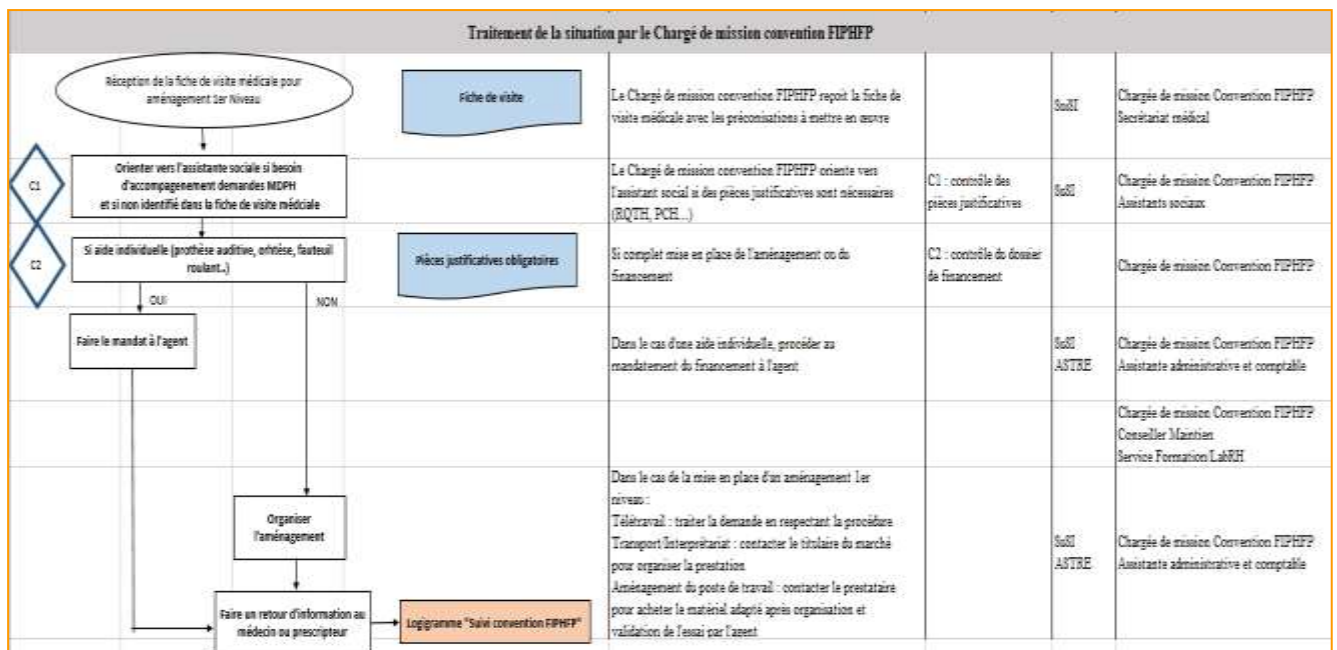 Traitement de la situation par le Chargé de mission convention FIPHFP
Réception de la fiche de visite médicale pour
aménagement 1er Niveau
Fiche de visite
Le Chargé de mission convention FIPHFP reçoit la fiche de
visite médicale avec les préconisations à mettre en œuvre
Chargée de mission Convention FIPHFP
Secrétariat médical
C1
Orienter vers l'assistante sociale si besoin
d'accompagenement demandes MDPH
et si non identifié dans la fiche de visite médciale
Le Chargé de mission convention FIPHFP oriente vers
l'assistant social si des pièces justificatives sont nécessaires
(RQTH, PCH...)
C1 : contrôle des
pièces justificatives
Chargée de mission Convention FIPHFP
Assistants sociaux
C2
Si aide individuelle (prothèse auditive, orhtèse, fauteuil
roulant..)
Pièces justificatives obligatoires
Si complet mise en place de l'aménagement ou du
financement
C2 : contrôle du dossier
de financement
Chargée de mission Convention FIPHFP
OUI
NON
Faire le mandat à l'agent
Dans le cas d'une aide individuelle, procéder au
mandatement du financement à l'agent
ASTRE
Chargée de mission Convention FIPHFP
Assistante administrative et comptable
Chargée de mission Convention FIPHFP
Conseiller Maintien
Service Formation LabRH
Organiser
l'aménagement
Dans le cas de la mise en place d'un aménagement 1er
niveau :
Télétravail : traiter la demande en respectant la procédure
Transport/Interprétariat : contacter le titulaire du marché
pour organiser la prestation
Aménagement du poste de travail : contacter le prestataire
pour acheter le matériel adapté après organisation et
validation de l'essai par l'agent
ASTRE
Chargée de mission Convention FIPHFP
Assistante administrative et comptable
Faire un retour d'information au
médecin ou prescripteur
Logigramme "Suivi convention FIPHFP"